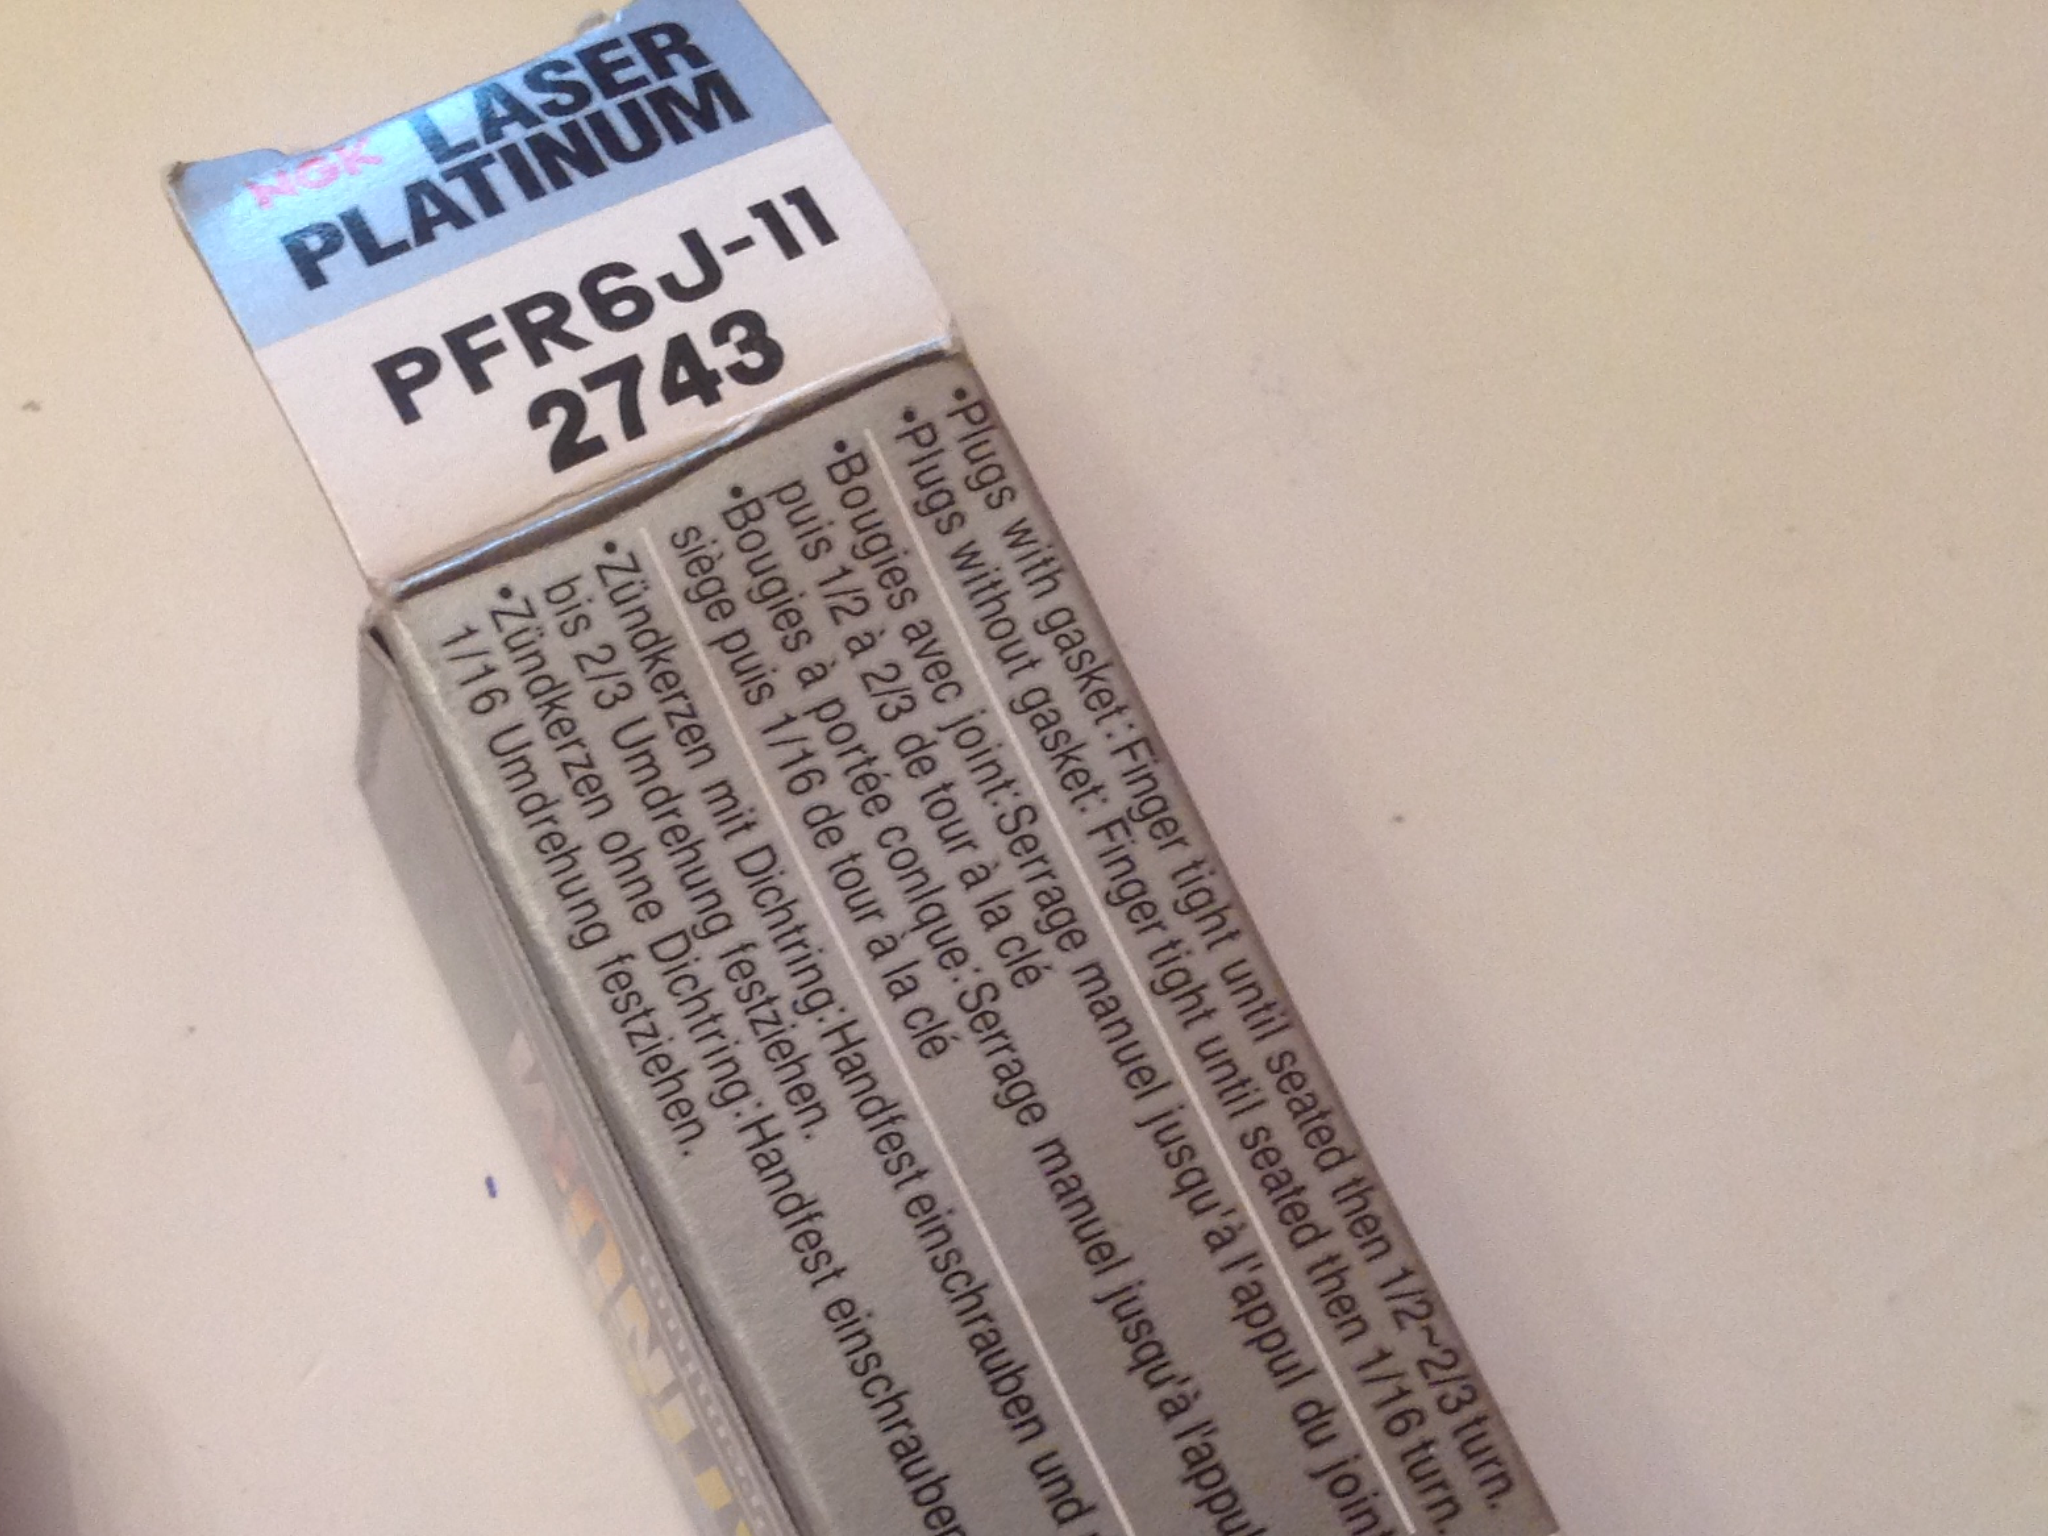 NGK LASER
PLATINUM
PFR6J-11
2743
•Plugs with gasket:Finger tight until seated then 1/2~2/3 turn.
•Plugs without gasket: Finger tight until seated then 1/16 turn.
•Bougies avec joint:Serrage manuel jusqu'à l'appul du joint
puis 1/2 à 2/3 de tour à la clé
•Bougies à portée conlque:Serrage manuel jusqu'à l'appul
siège puis 1/16 de tour à la clé
•Zündkerzen mit Dichtring:Handfest einschrauben und
bis 2/3 Umdrehung festziehen.
•Zündkerzen ohne Dichtring:Handfest einschrauben
1/16 Umdrehung festziehen.